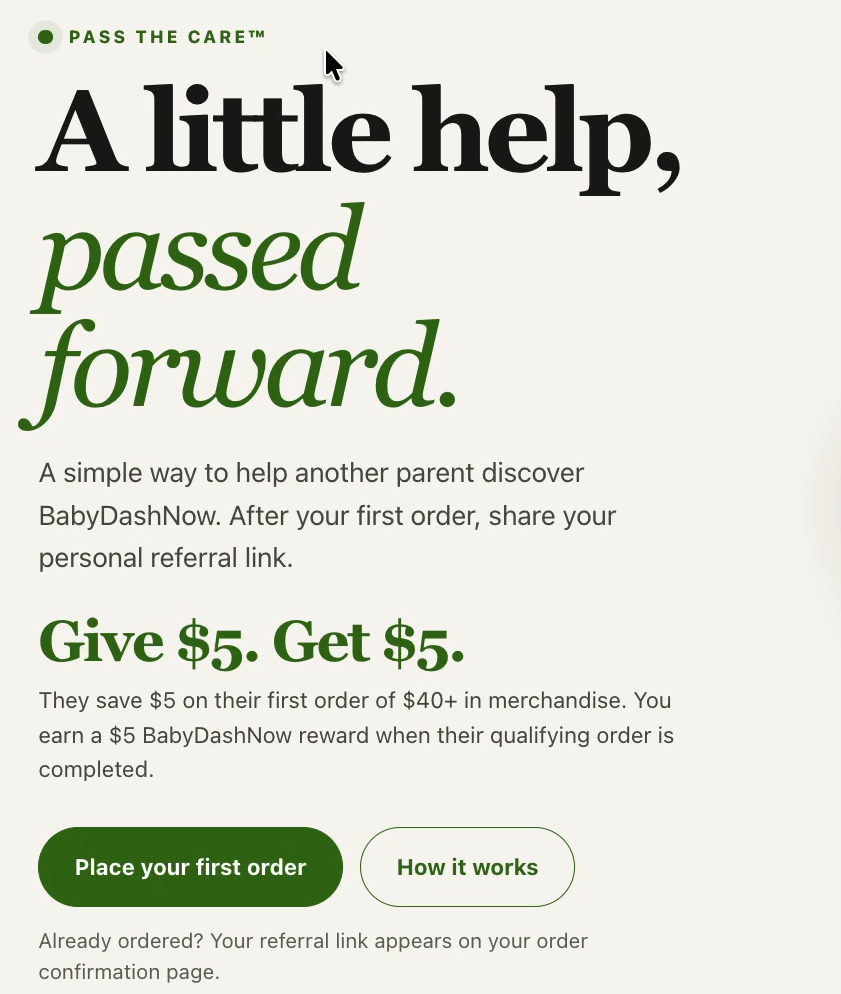 PASS THE CARE™
A little help,
passed
forward.
A simple way to help another parent discover
BabyDashNow. After your first order, share your
personal referral link.
Give $5. Get $5.
They save $5 on their first order of $40+ in merchandise. You
earn a $5 BabyDashNow reward when their qualifying order is
completed.
Place your first order
How it works
Already ordered? Your referral link appears on your order
confirmation page.